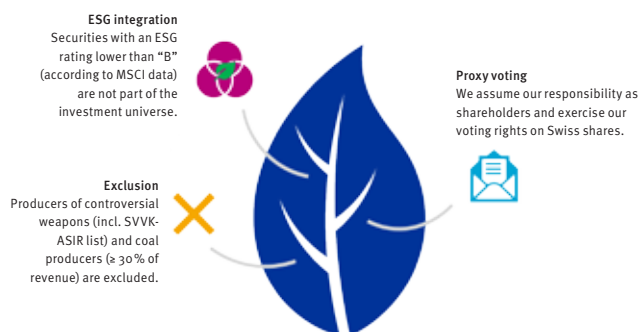 ESG integration
Securities with an ESG
rating lower than “B”
(according to MSCI data)
are not part of the
investment universe.
Proxy voting
We assume our responsibility as
shareholders and exercise our
voting rights on Swiss shares.
Exclusion
Producers of controversial
weapons (incl. SVVK-
ASIR list) and coal
producers (≥ 30 % of
revenue) are excluded.